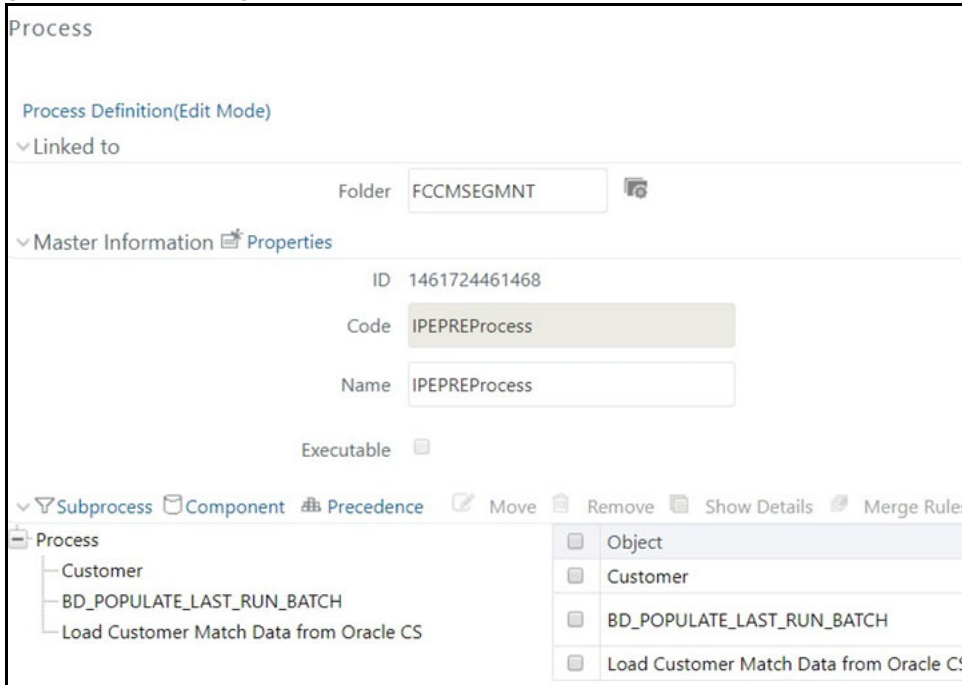 Process
Process Definition(Edit Mode)
Linked to
Folder FCCMSEGMNT
Master Information Properties
ID 1461724461468
Code IPEPREProcess
Name IPEPREProcess
Executable
Subprocess Component Precedence Move Remove Show Details Merge Rules
Process Object
Customer Customer
BD_POPULATE_LAST_RUN_BATCH BD_POPULATE_LAST_RUN_BATCH
Load Customer Match Data from Oracle CS Load Customer Match Data from Oracle CS